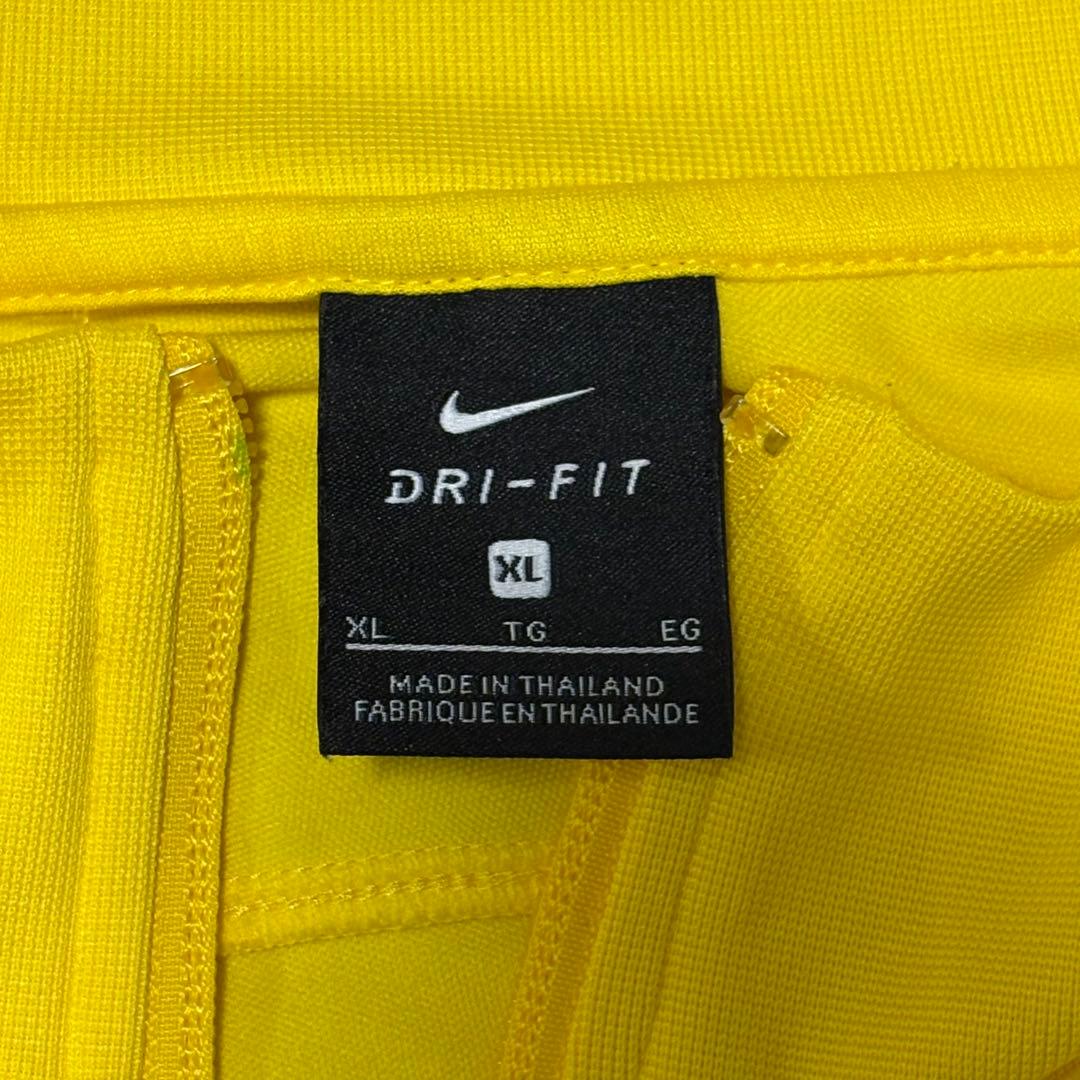 DRI-FIT
XL
XL TG EG
MADE IN THAILAND
FABRIQUE EN THAILANDE